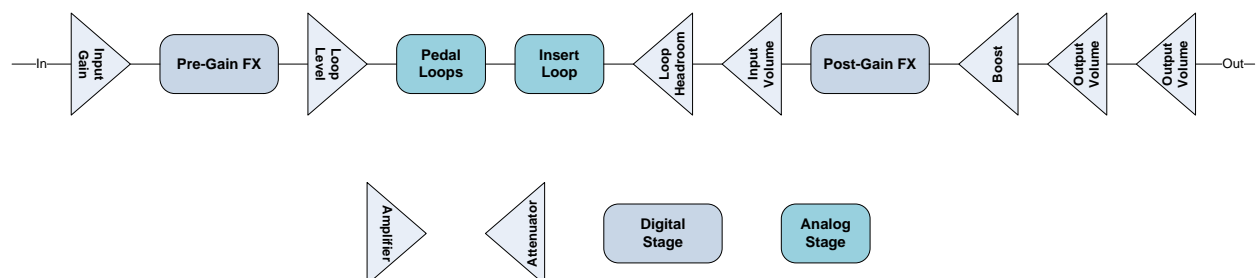 In
Input
Gain
Pre-Gain FX
Loop
Level
Pedal
Loops
Insert
Loop
Loop
Headroom
Input
Volume
Post-Gain FX
Boost
Output
Volume
Output
Volume
Out
Amplifier
Attenuator
Digital
Stage
Analog
Stage